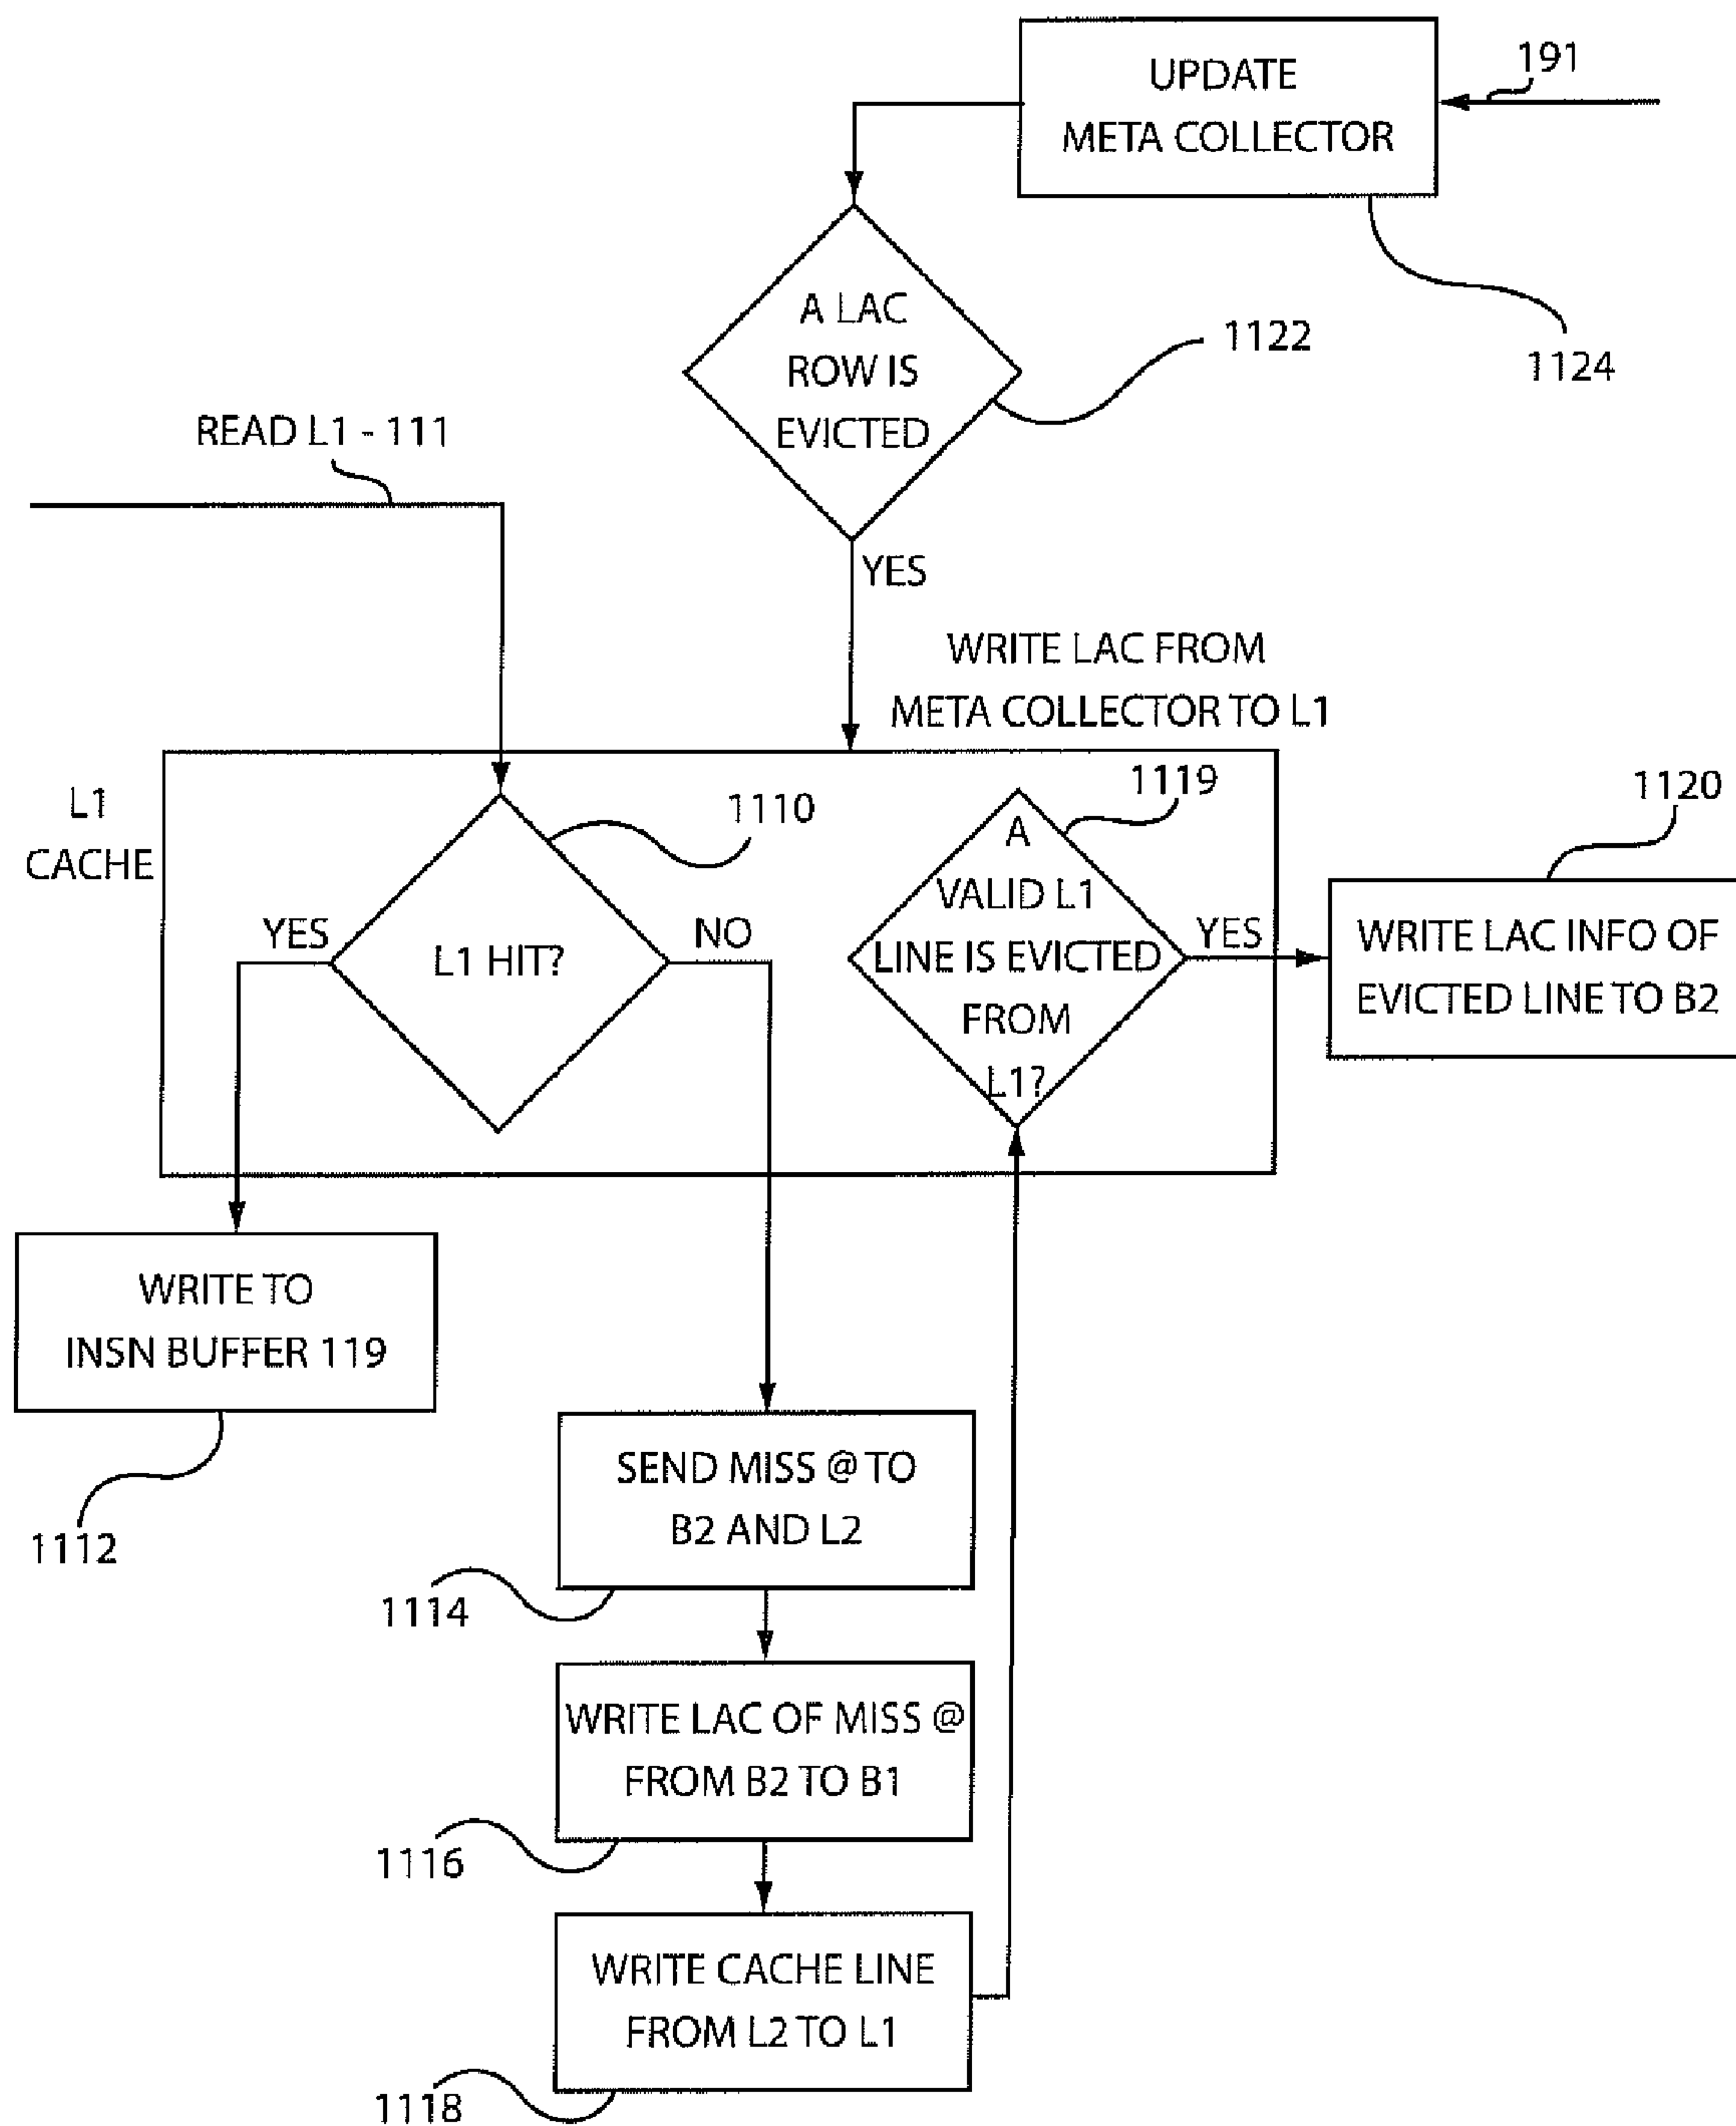 UPDATE
META COLLECTOR
191
1124
A LAC
ROW IS
EVICTED
1122
YES
READ L1 - 111
WRITE LAC FROM
META COLLECTOR TO L1
L1
CACHE
1110
L1 HIT?
YES
NO
1119
A
VALID L1
LINE IS EVICTED
FROM
L1?
YES
1120
WRITE LAC INFO OF
EVICTED LINE TO B2
WRITE TO
INSN BUFFER 119
1112
SEND MISS @ TO
B2 AND L2
1114
WRITE LAC OF MISS @
FROM B2 TO B1
1116
WRITE CACHE LINE
FROM L2 TO L1
1118